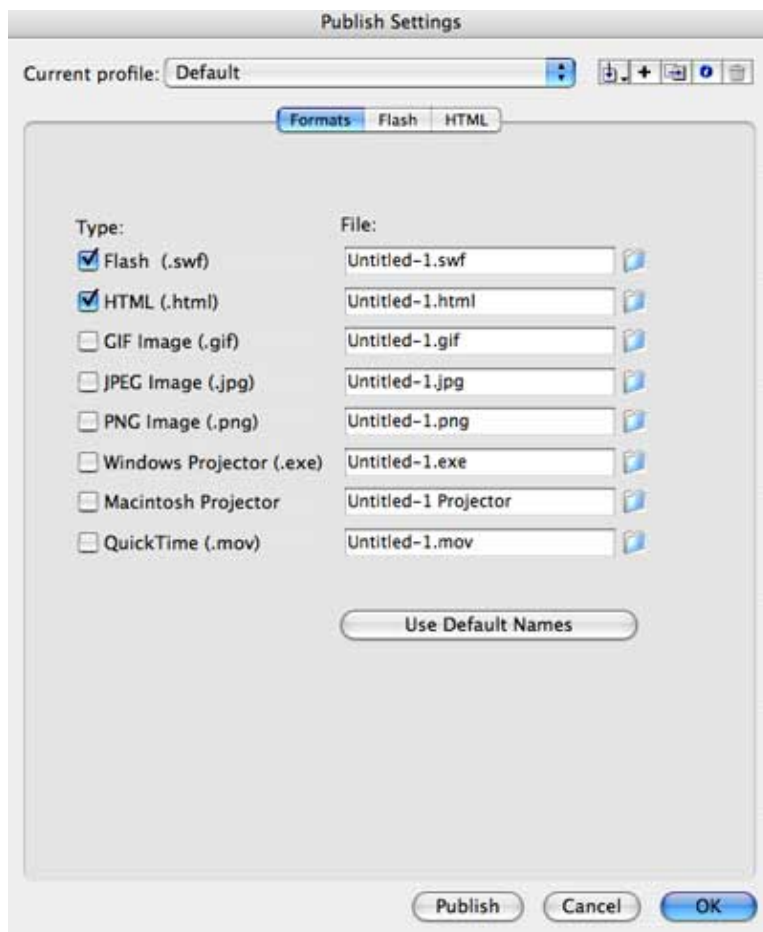 Publish Settings
Current profile: Default
Formats Flash HTML
Type: File:
Flash (.swf) Untitled-1.swf
HTML (.html) Untitled-1.html
GIF Image (.gif) Untitled-1.gif
JPEG Image (.jpg) Untitled-1.jpg
PNG Image (.png) Untitled-1.png
Windows Projector (.exe) Untitled-1.exe
Macintosh Projector Untitled-1 Projector
QuickTime (.mov) Untitled-1.mov
Use Default Names
Publish Cancel OK